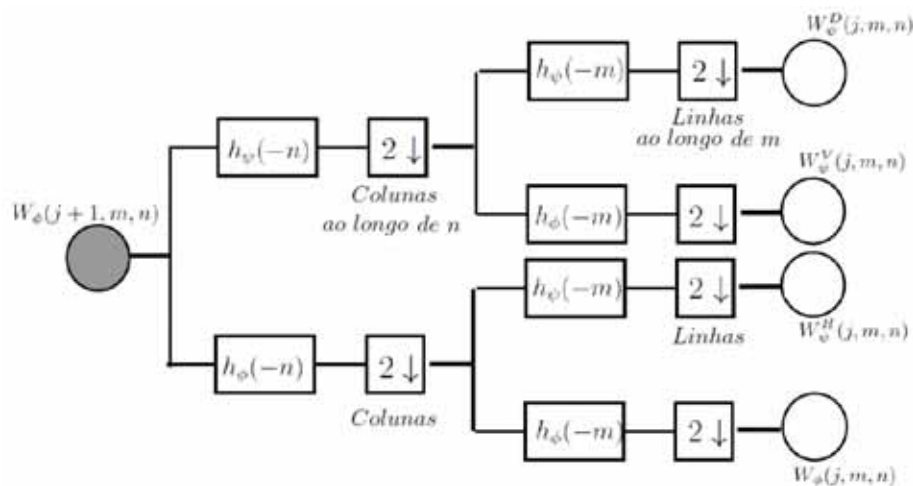 W_ψ^D(j, m, n)
h_ψ(−m)
2 ↓
Linhas
ao longo de m
h_ψ(−n)
2 ↓
Colunas
ao longo de n
W_ψ^V(j, m, n)
h_ϕ(−m)
2 ↓
W_ϕ(j + 1, m, n)
h_ψ(−m)
2 ↓
Linhas
W_ψ^H(j, m, n)
h_ϕ(−n)
2 ↓
Colunas
h_ϕ(−m)
2 ↓
W_ϕ(j, m, n)